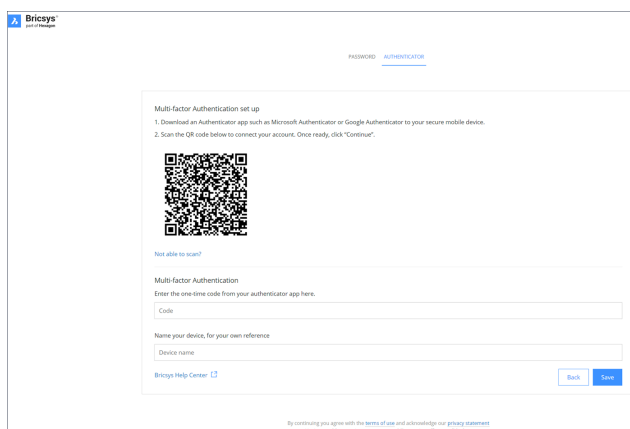 Bricsys®
part of Hexagon
PASSWORD AUTHENTICATOR
Multi-factor Authentication set up
1. Download an Authenticator app such as Microsoft Authenticator or Google Authenticator to your secure mobile device.
2. Scan the QR code below to connect your account. Once ready, click "Continue".
Not able to scan?
Multi-factor Authentication
Enter the one-time code from your authenticator app here.
Code
Name your device, for your own reference
Device name
Bricsys Help Center
Back Save
By continuing you agree with the terms of use and acknowledge our privacy statement